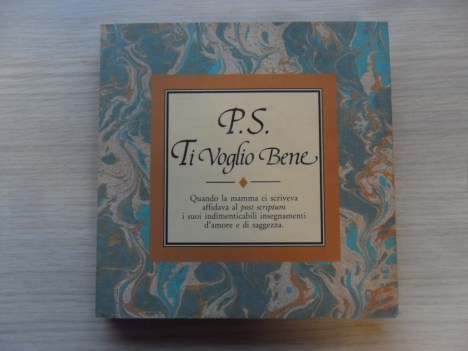 P.S.
Ti Voglio Bene
Quando la mamma ci scriveva
affidava al post scriptum
i suoi indimenticabili insegnamenti
d'amore e di saggezza.